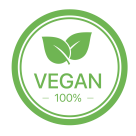 VEGAN
– 100% –